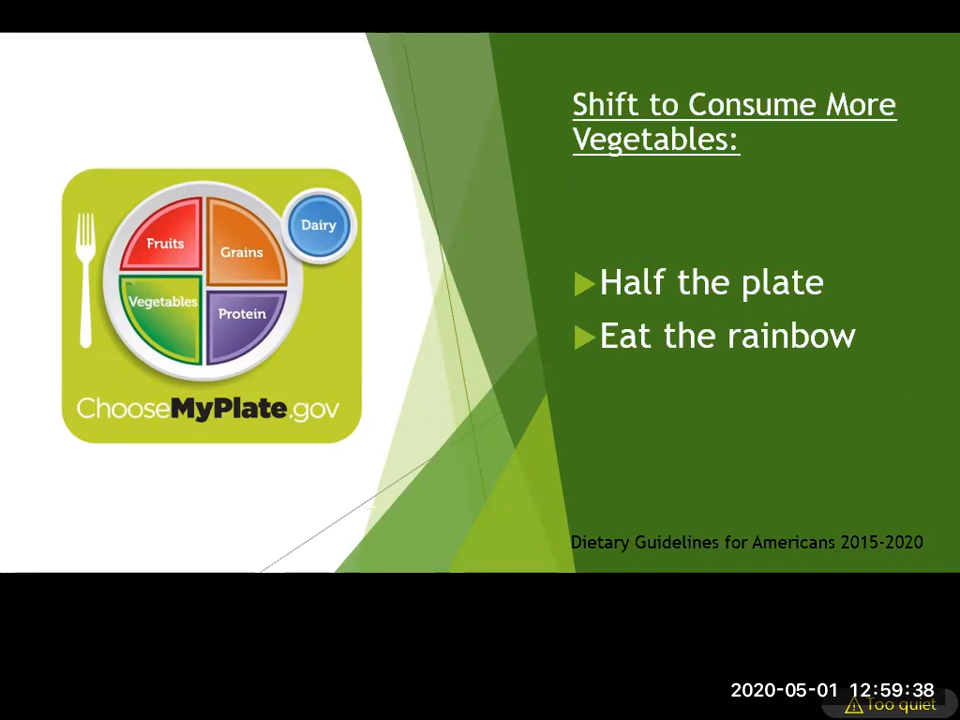 Shift to Consume More
Vegetables:
Fruits
Grains
Dairy
Vegetables
Protein
ChooseMyPlate.gov
Half the plate
Eat the rainbow
Dietary Guidelines for Americans 2015-2020
2020-05-01 12:59:38
Too quiet